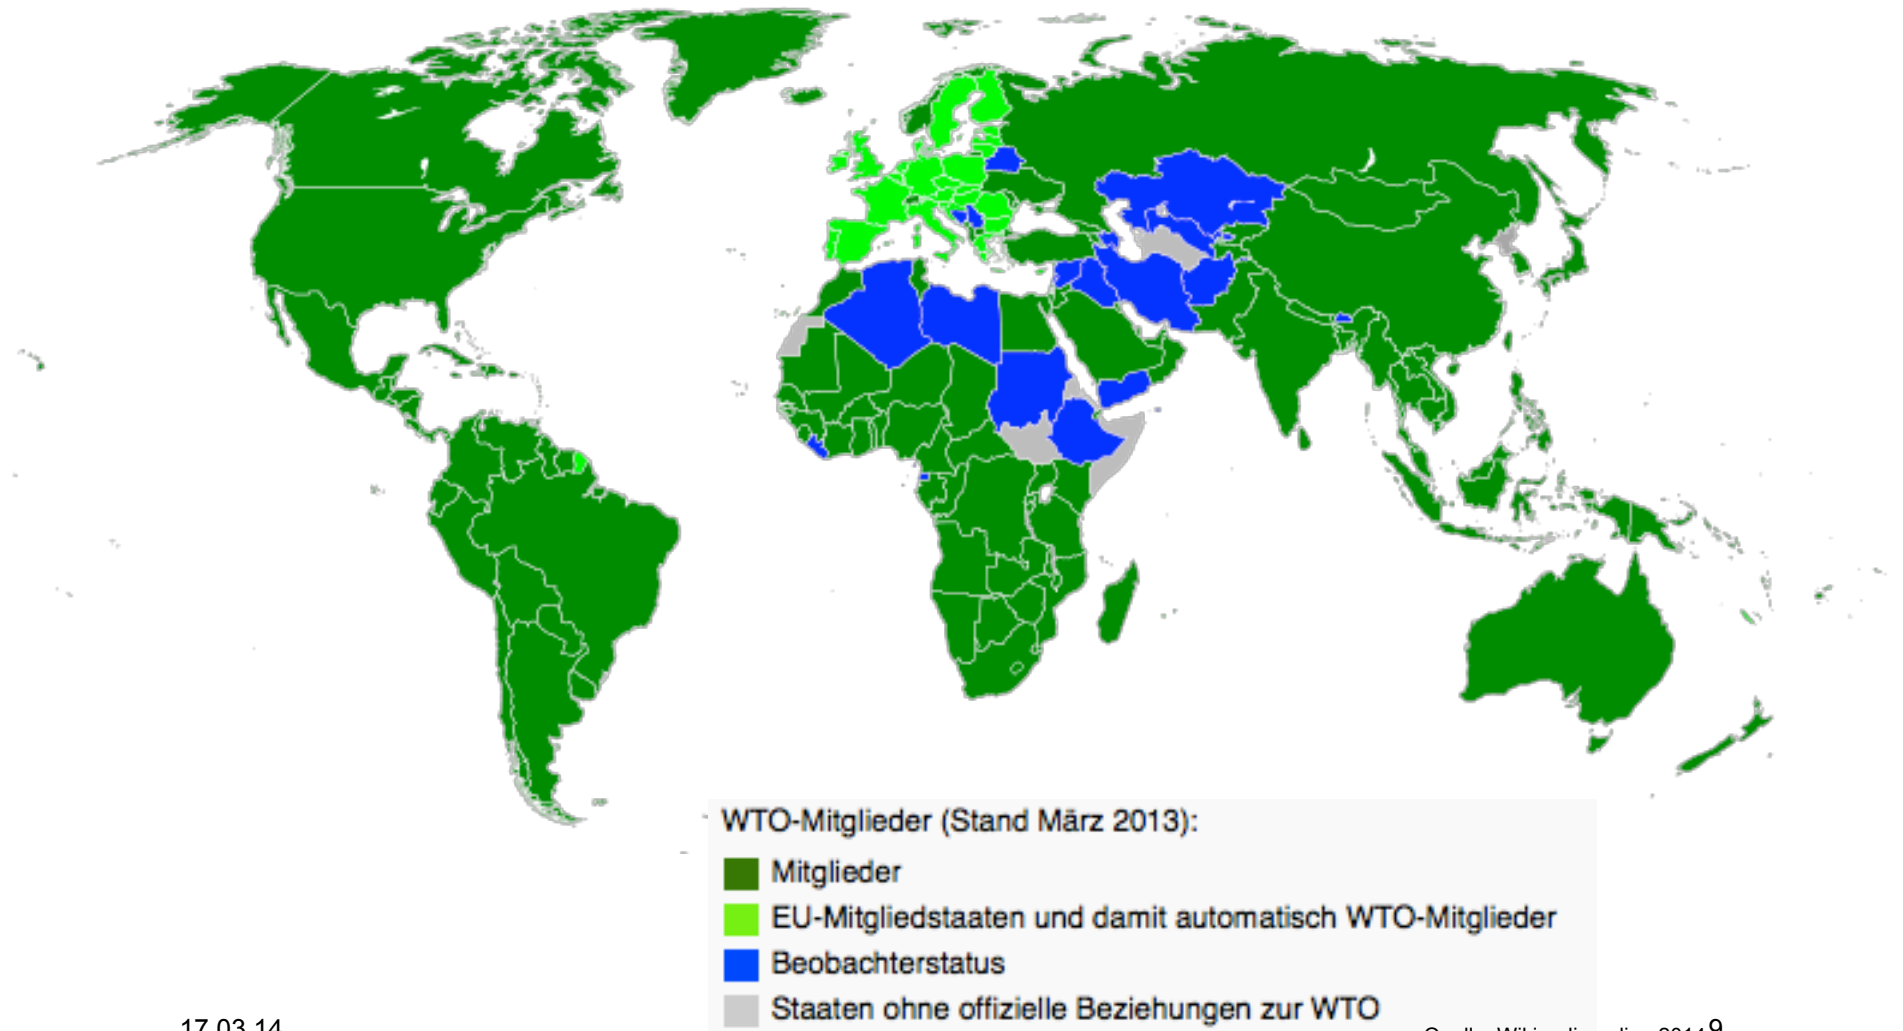 WTO-Mitglieder (Stand März 2013):
Mitglieder
EU-Mitgliedstaaten und damit automatisch WTO-Mitglieder
Beobachterstatus
Staaten ohne offizielle Beziehungen zur WTO
17.03.14
9